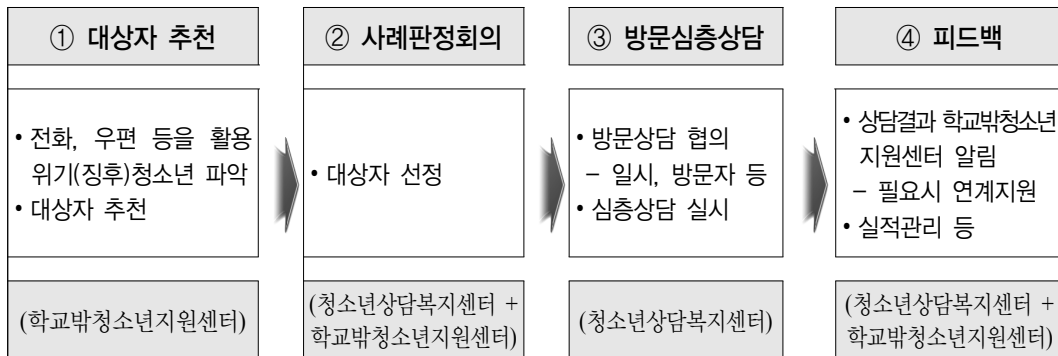 ① 대상자 추천
② 사례판정회의
③ 방문심층상담
④ 피드백
• 전화, 우편 등을 활용
위기(징후)청소년 파악
• 대상자 추천
• 대상자 선정
• 방문상담 협의
- 일시, 방문자 등
• 심층상담 실시
• 상담결과 학교밖청소년
지원센터 알림
- 필요시 연계지원
• 실적관리 등
(학교밖청소년지원센터)
(청소년상담복지센터 +
학교밖청소년지원센터)
(청소년상담복지센터)
(청소년상담복지센터 +
학교밖청소년지원센터)